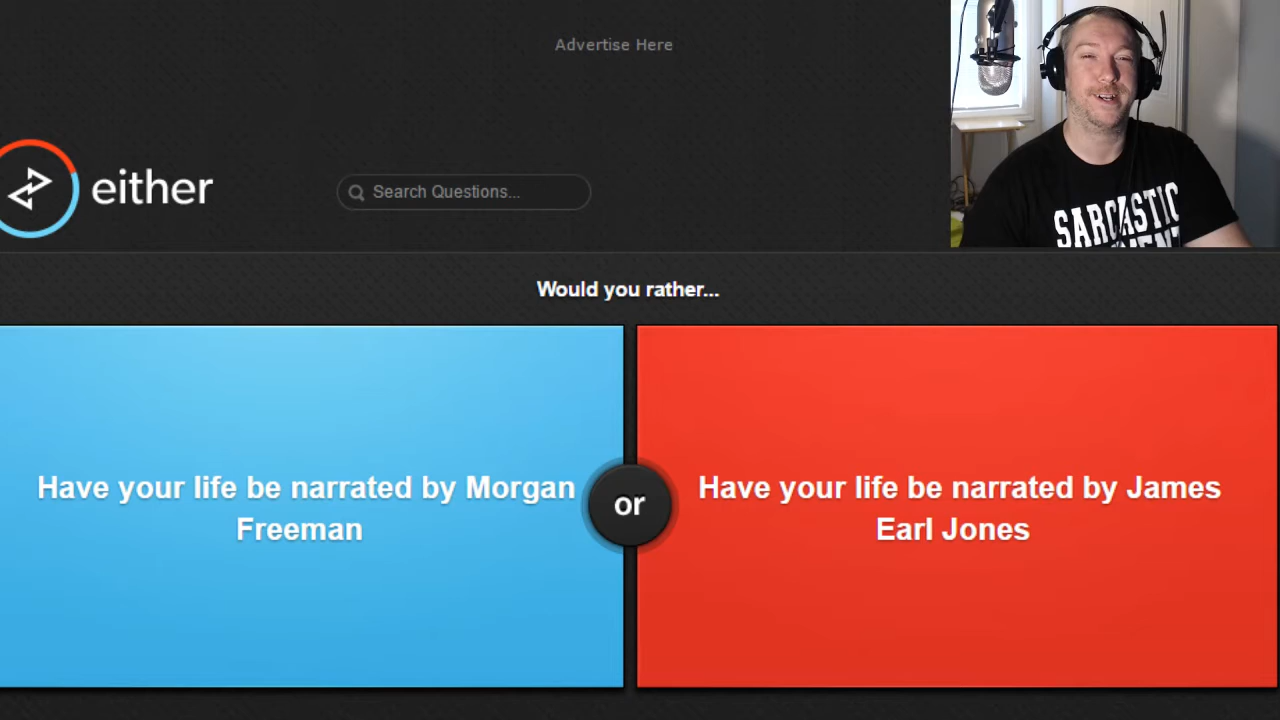 Advertise Here
either
Search Questions...
SARCASTIC
Would you rather...
Have your life be narrated by Morgan
Freeman
or
Have your life be narrated by James
Earl Jones